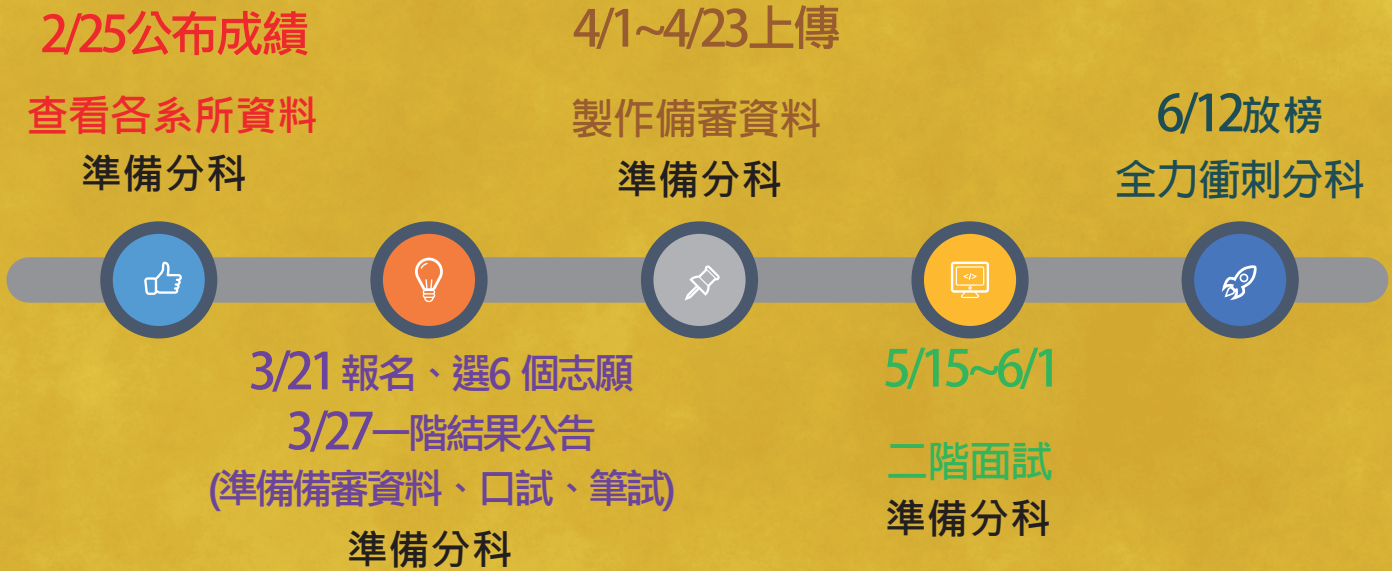 2/25公布成績
查看各系所資料
準備分科
3/21 報名、選6 個志願
3/27一階結果公告
(準備備審資料、口試、筆試)
準備分科
4/1~4/23上傳
製作備審資料
準備分科
5/15~6/1
二階面試
準備分科
6/12放榜
全力衝刺分科